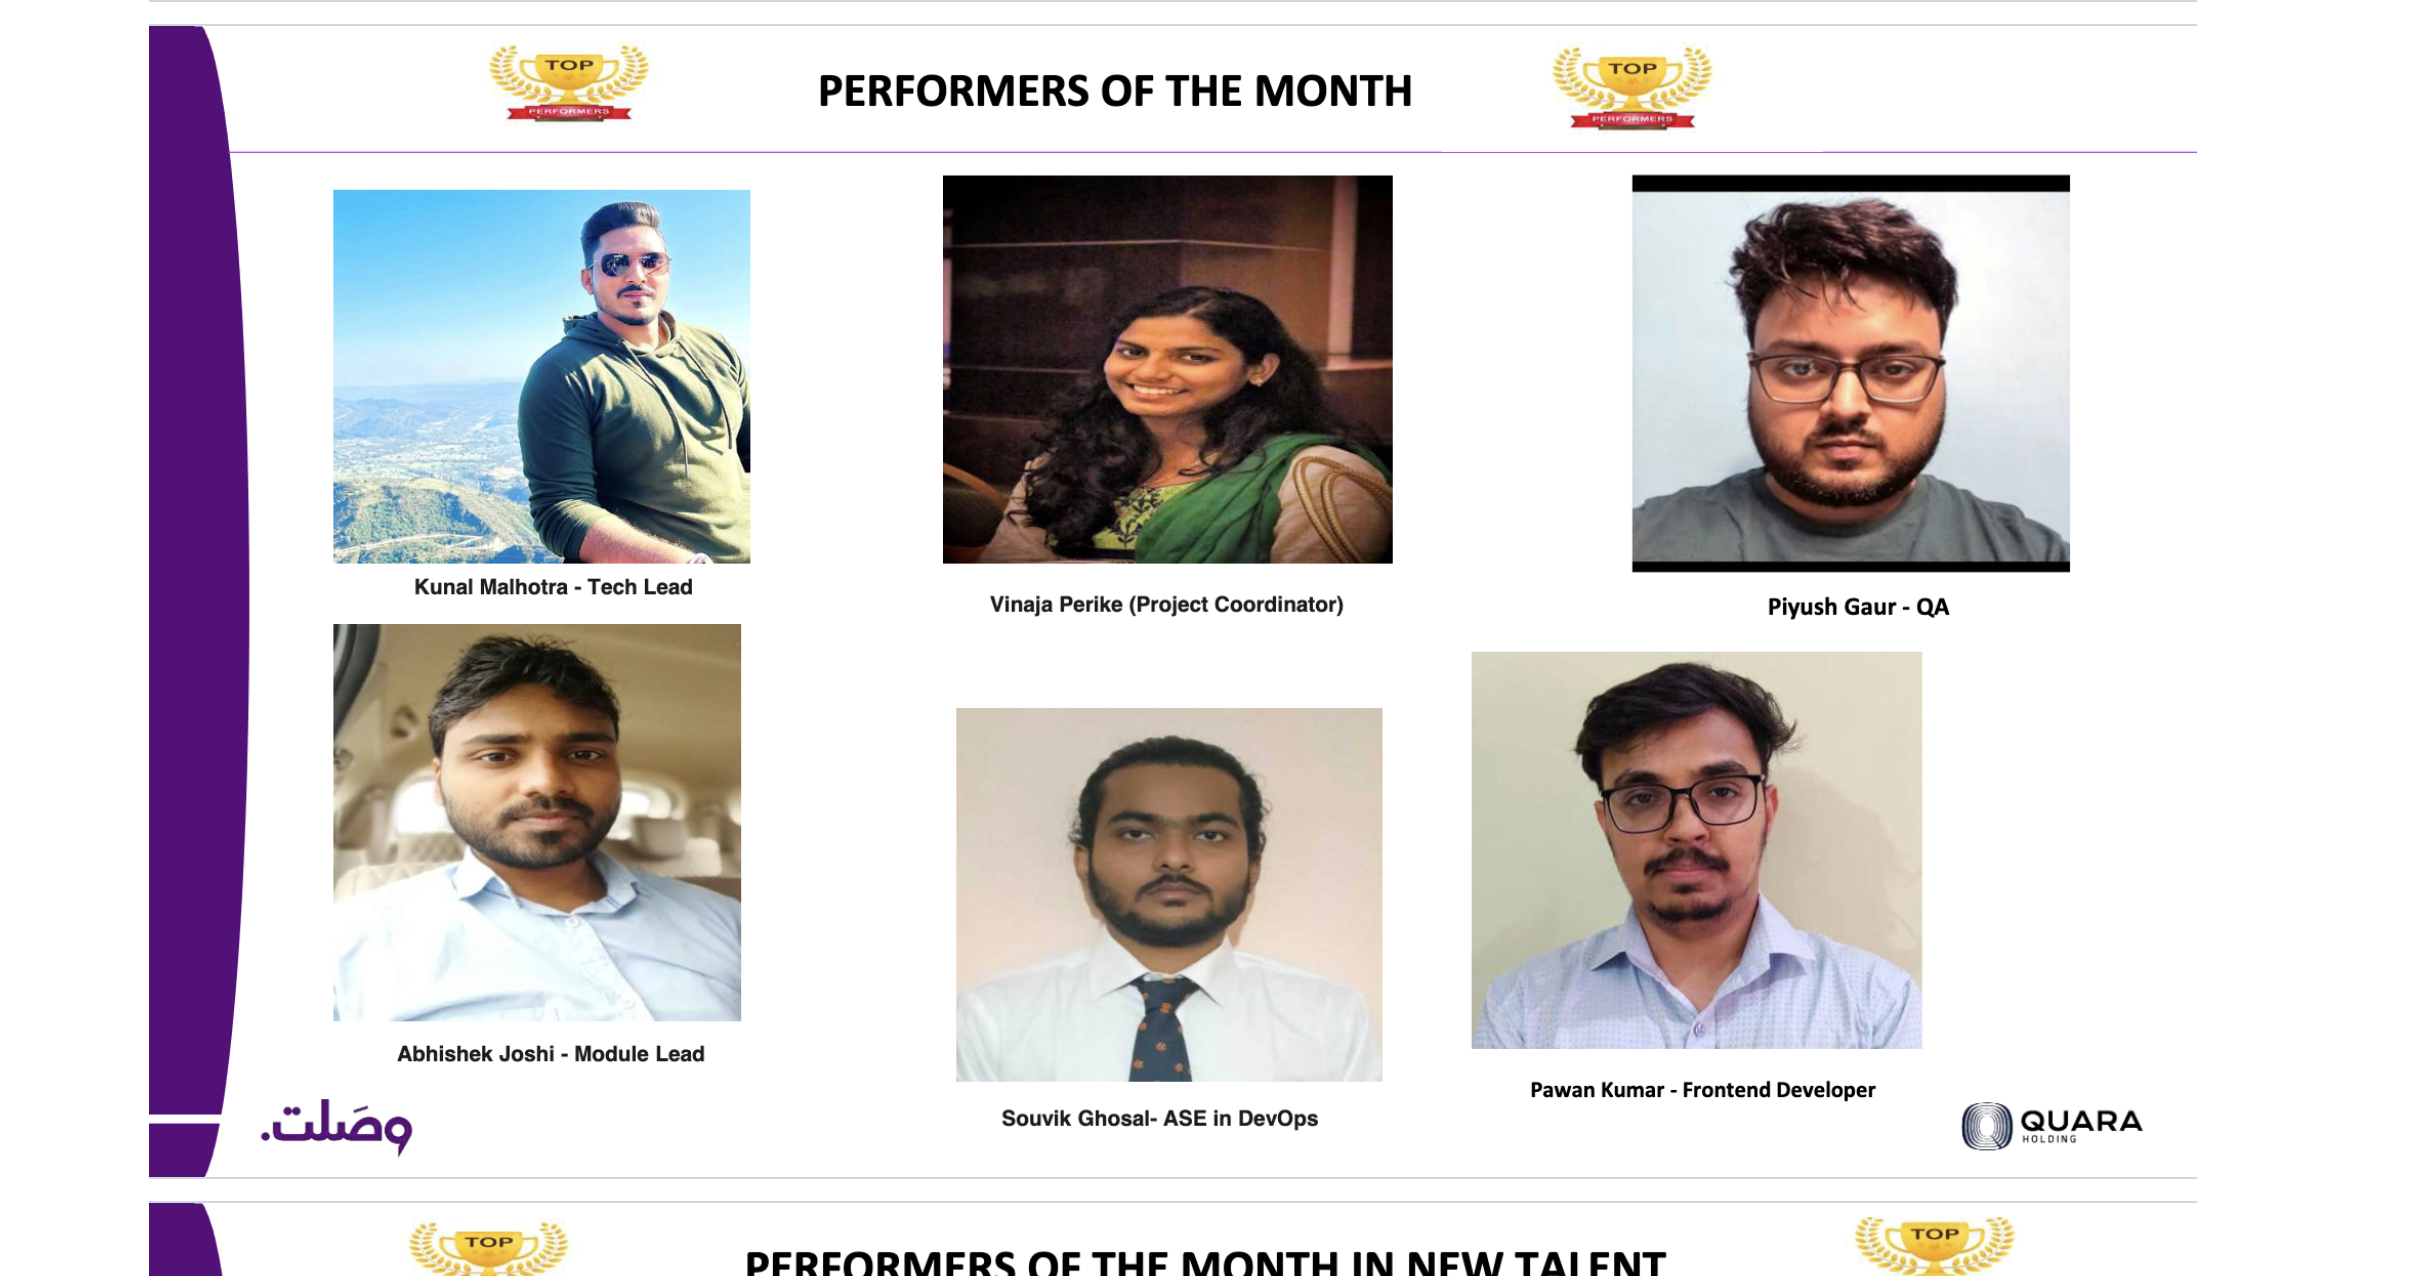 TOP
PERFORMERS
PERFORMERS OF THE MONTH
TOP
PERFORMERS
Kunal Malhotra - Tech Lead
Vinaja Perike (Project Coordinator)
Piyush Gaur - QA
Abhishek Joshi - Module Lead
Souvik Ghosal- ASE in DevOps
Pawan Kumar - Frontend Developer
وصَلت.
QUARA
HOLDING
TOP
PERFORMERS OF THE MONTH IN NEW TALENT
TOP